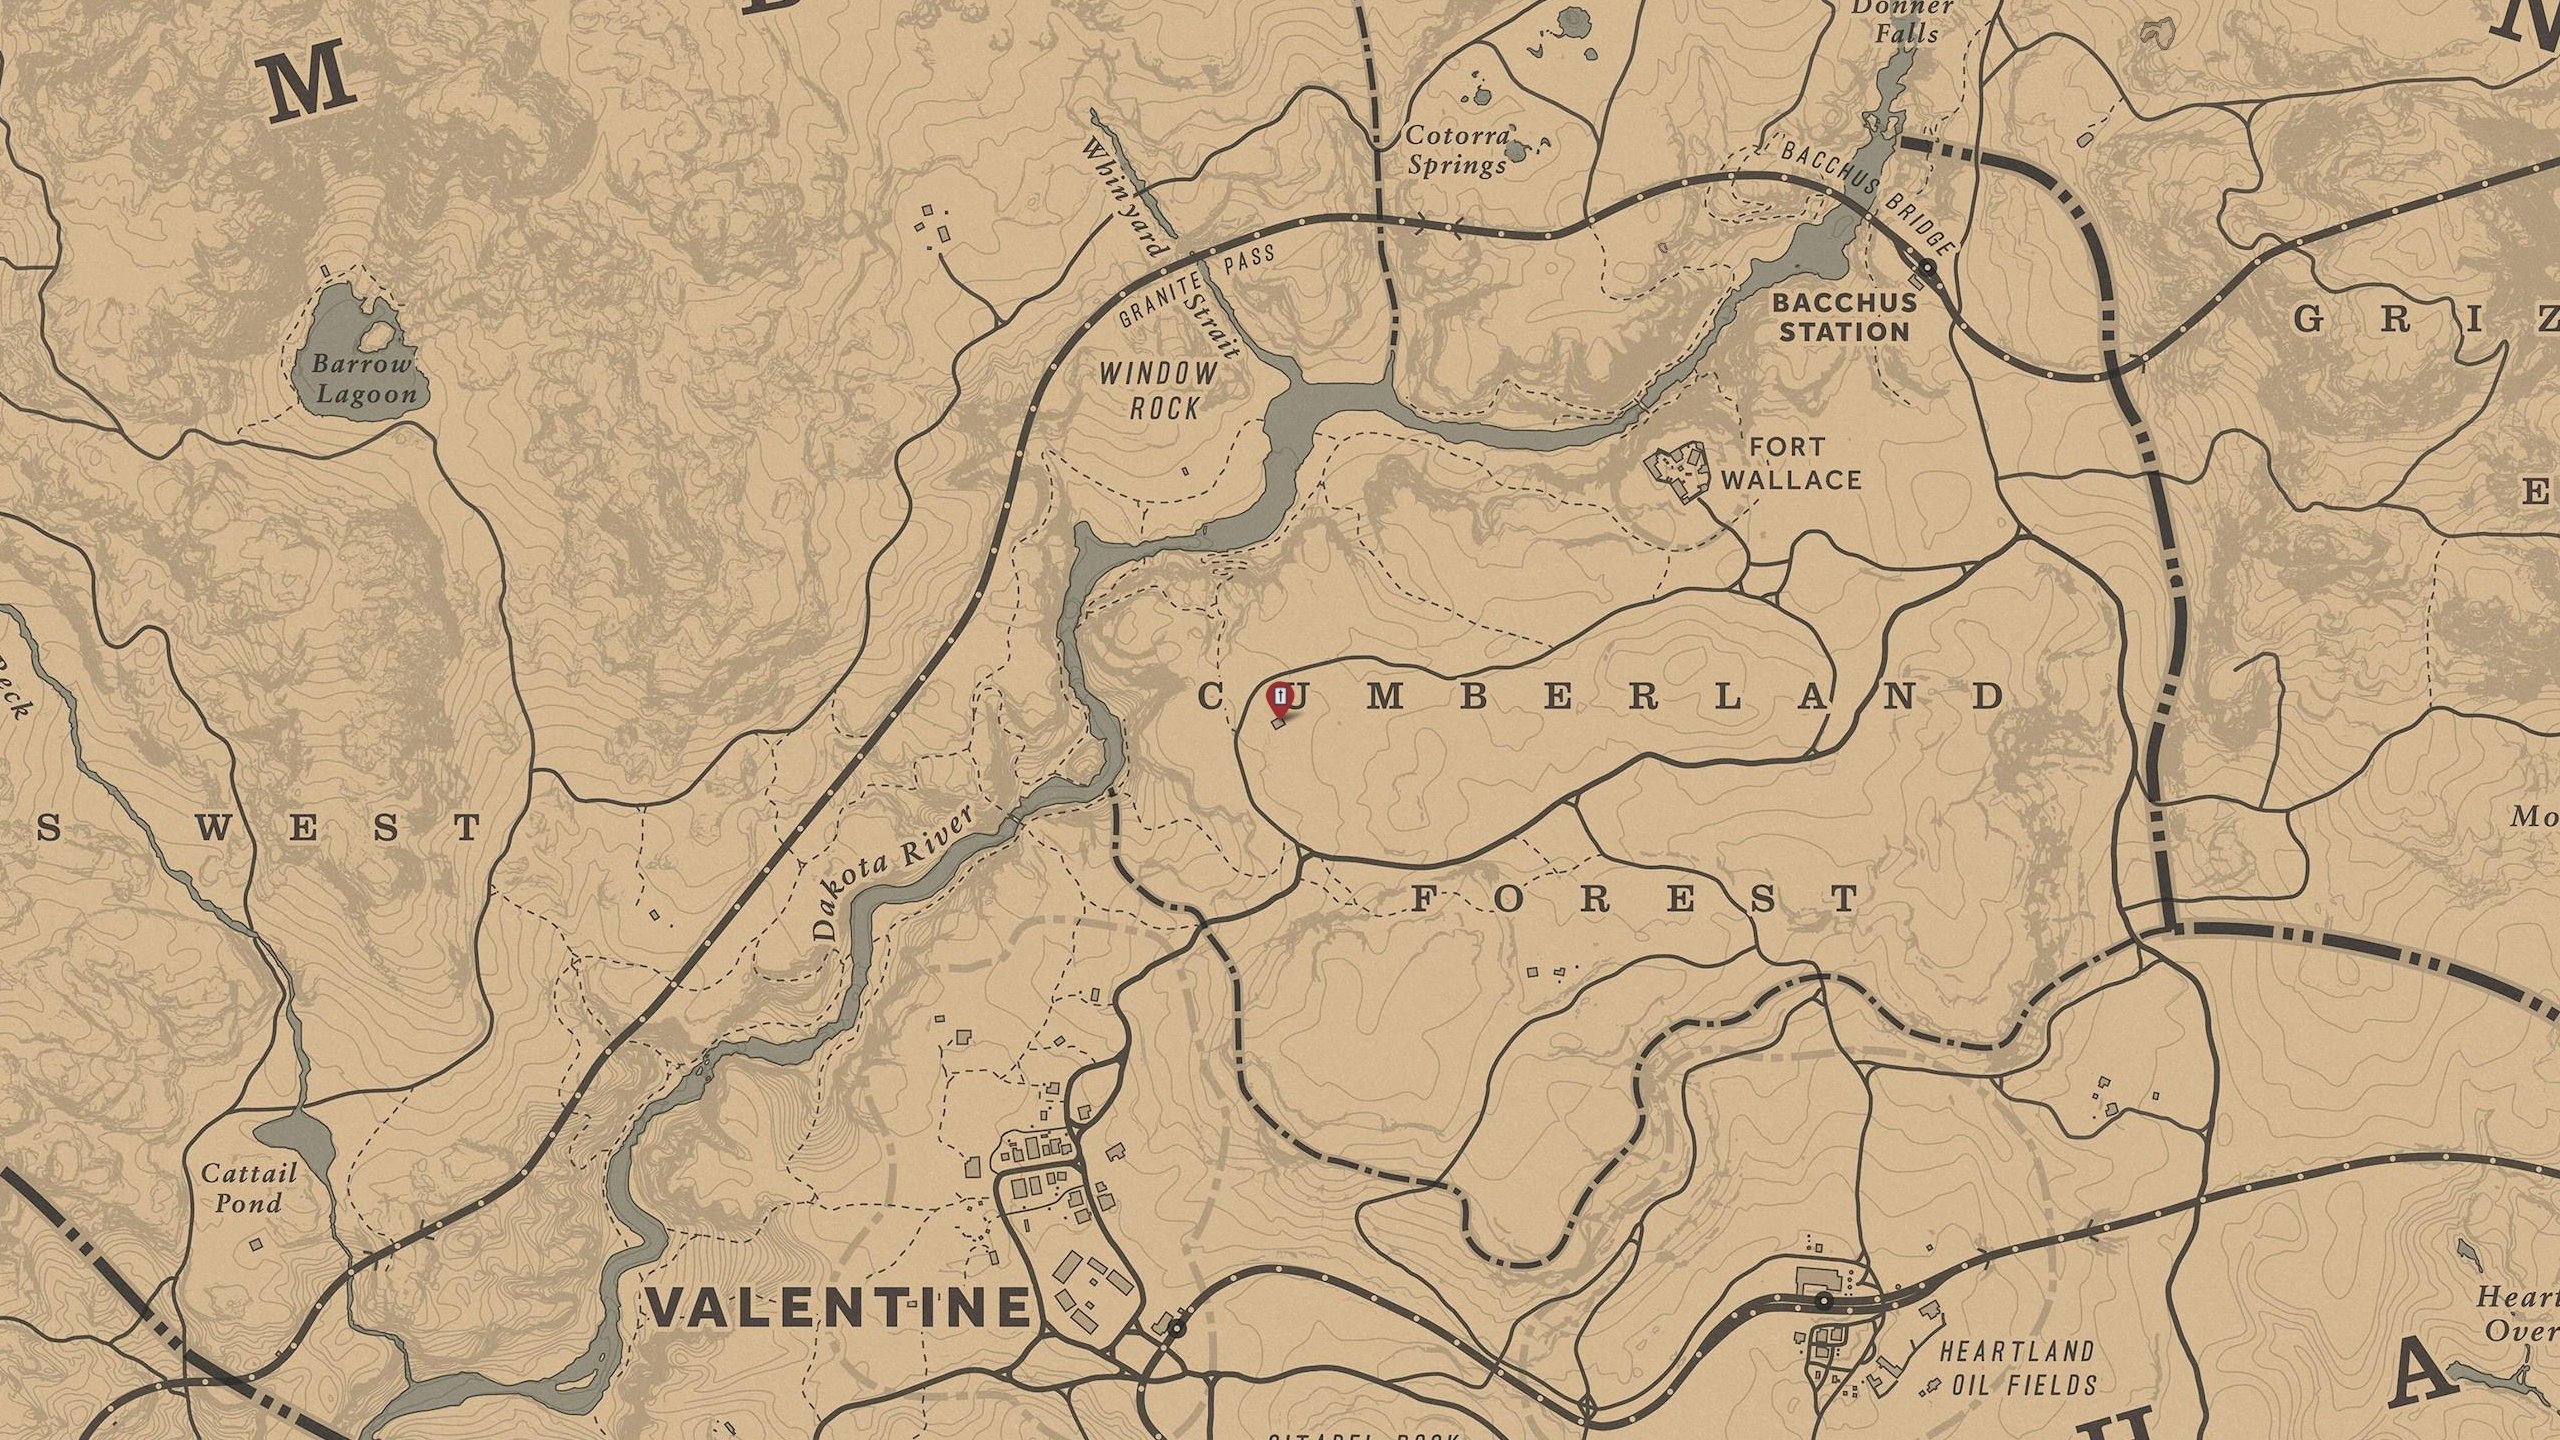 Donner
Falls
M
Cotorra
Springs
BACCHUS BRIDGE
Whinyard
Strait
GRANITE PASS
BACCHUS
STATION
G R I Z
WINDOW
ROCK
Barrow
Lagoon
FORT
WALLACE
E
C U M B E R L A N D
S W E S T
Dakota River
Mo
F O R E S T
Cattail
Pond
VALENTINE
HEARTLAND
OIL FIELDS
Heart
Over
A